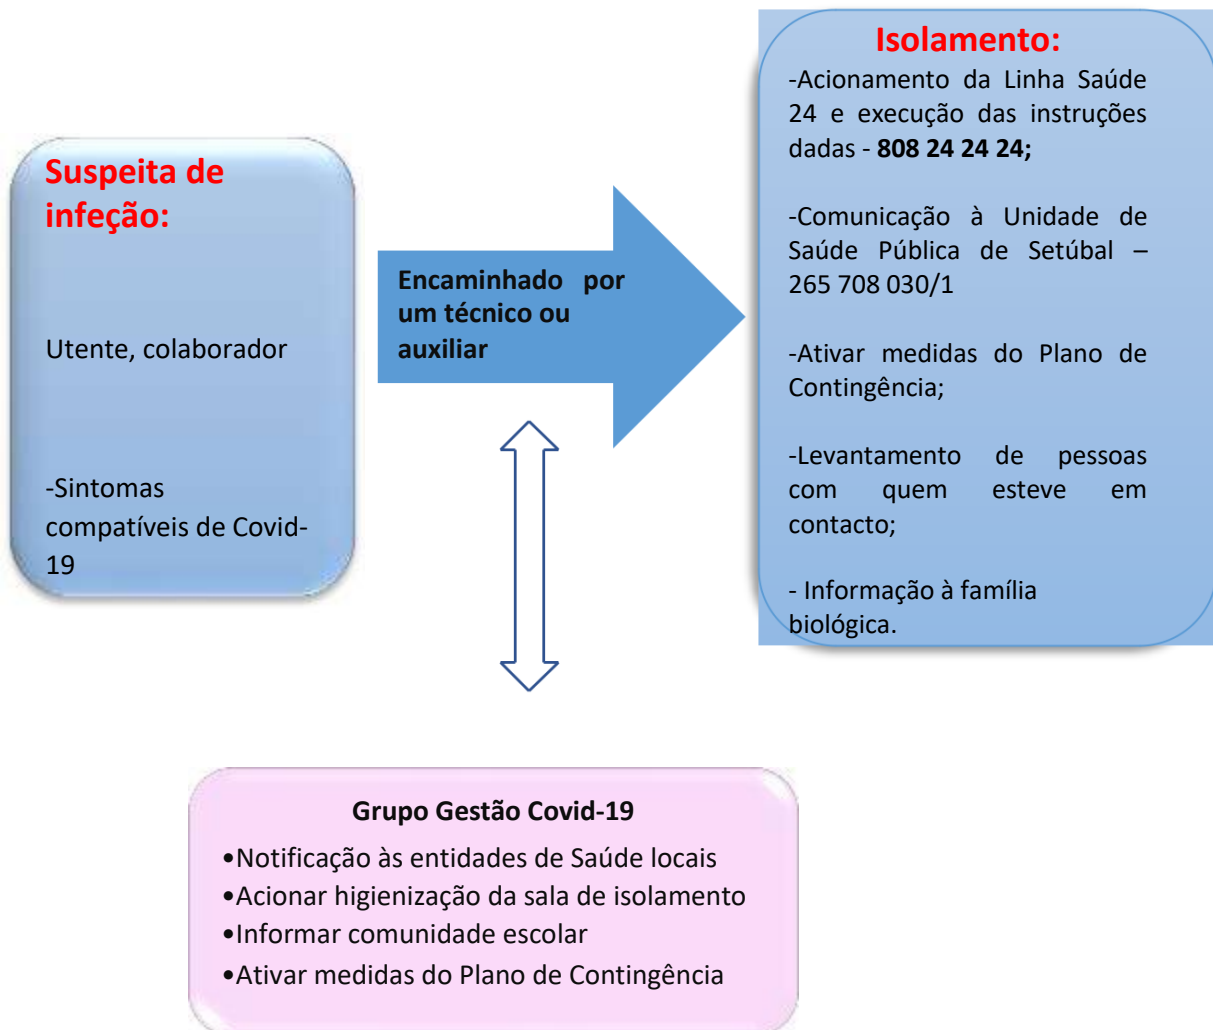 Suspeita de
infeção:
Utente, colaborador
-Sintomas
compatíveis de Covid-
19
Encaminhado por
um técnico ou
auxiliar
Isolamento:
-Acionamento da Linha Saúde
24 e execução das instruções
dadas - 808 24 24 24;
-Comunicação à Unidade de
Saúde Pública de Setúbal –
265 708 030/1
-Ativar medidas do Plano de
Contingência;
-Levantamento de pessoas
com quem esteve em
contacto;
- Informação à família
biológica.
Grupo Gestão Covid-19
•Notificação às entidades de Saúde locais
•Acionar higienização da sala de isolamento
•Informar comunidade escolar
•Ativar medidas do Plano de Contingência